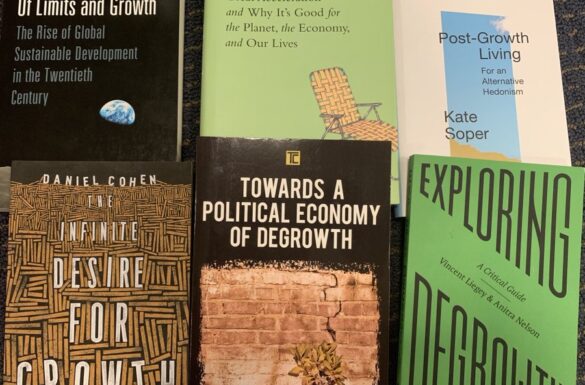 Of Limits and Growth
The Rise of Global
Sustainable Development
in the Twentieth
Century
and Why It's Good for
the Planet, the Economy,
and Our Lives
Post-Growth
Living
For an
Alternative
Hedonism
Kate
Soper
DANIEL COHEN
THE
INFINITE
DESIRE
FOR
GROWTH
TC
TOWARDS A
POLITICAL ECONOMY
OF DEGROWTH
EXPLORING
DEGROWTH
A Critical Guide
Vincent Liegey & Anitra Nelson